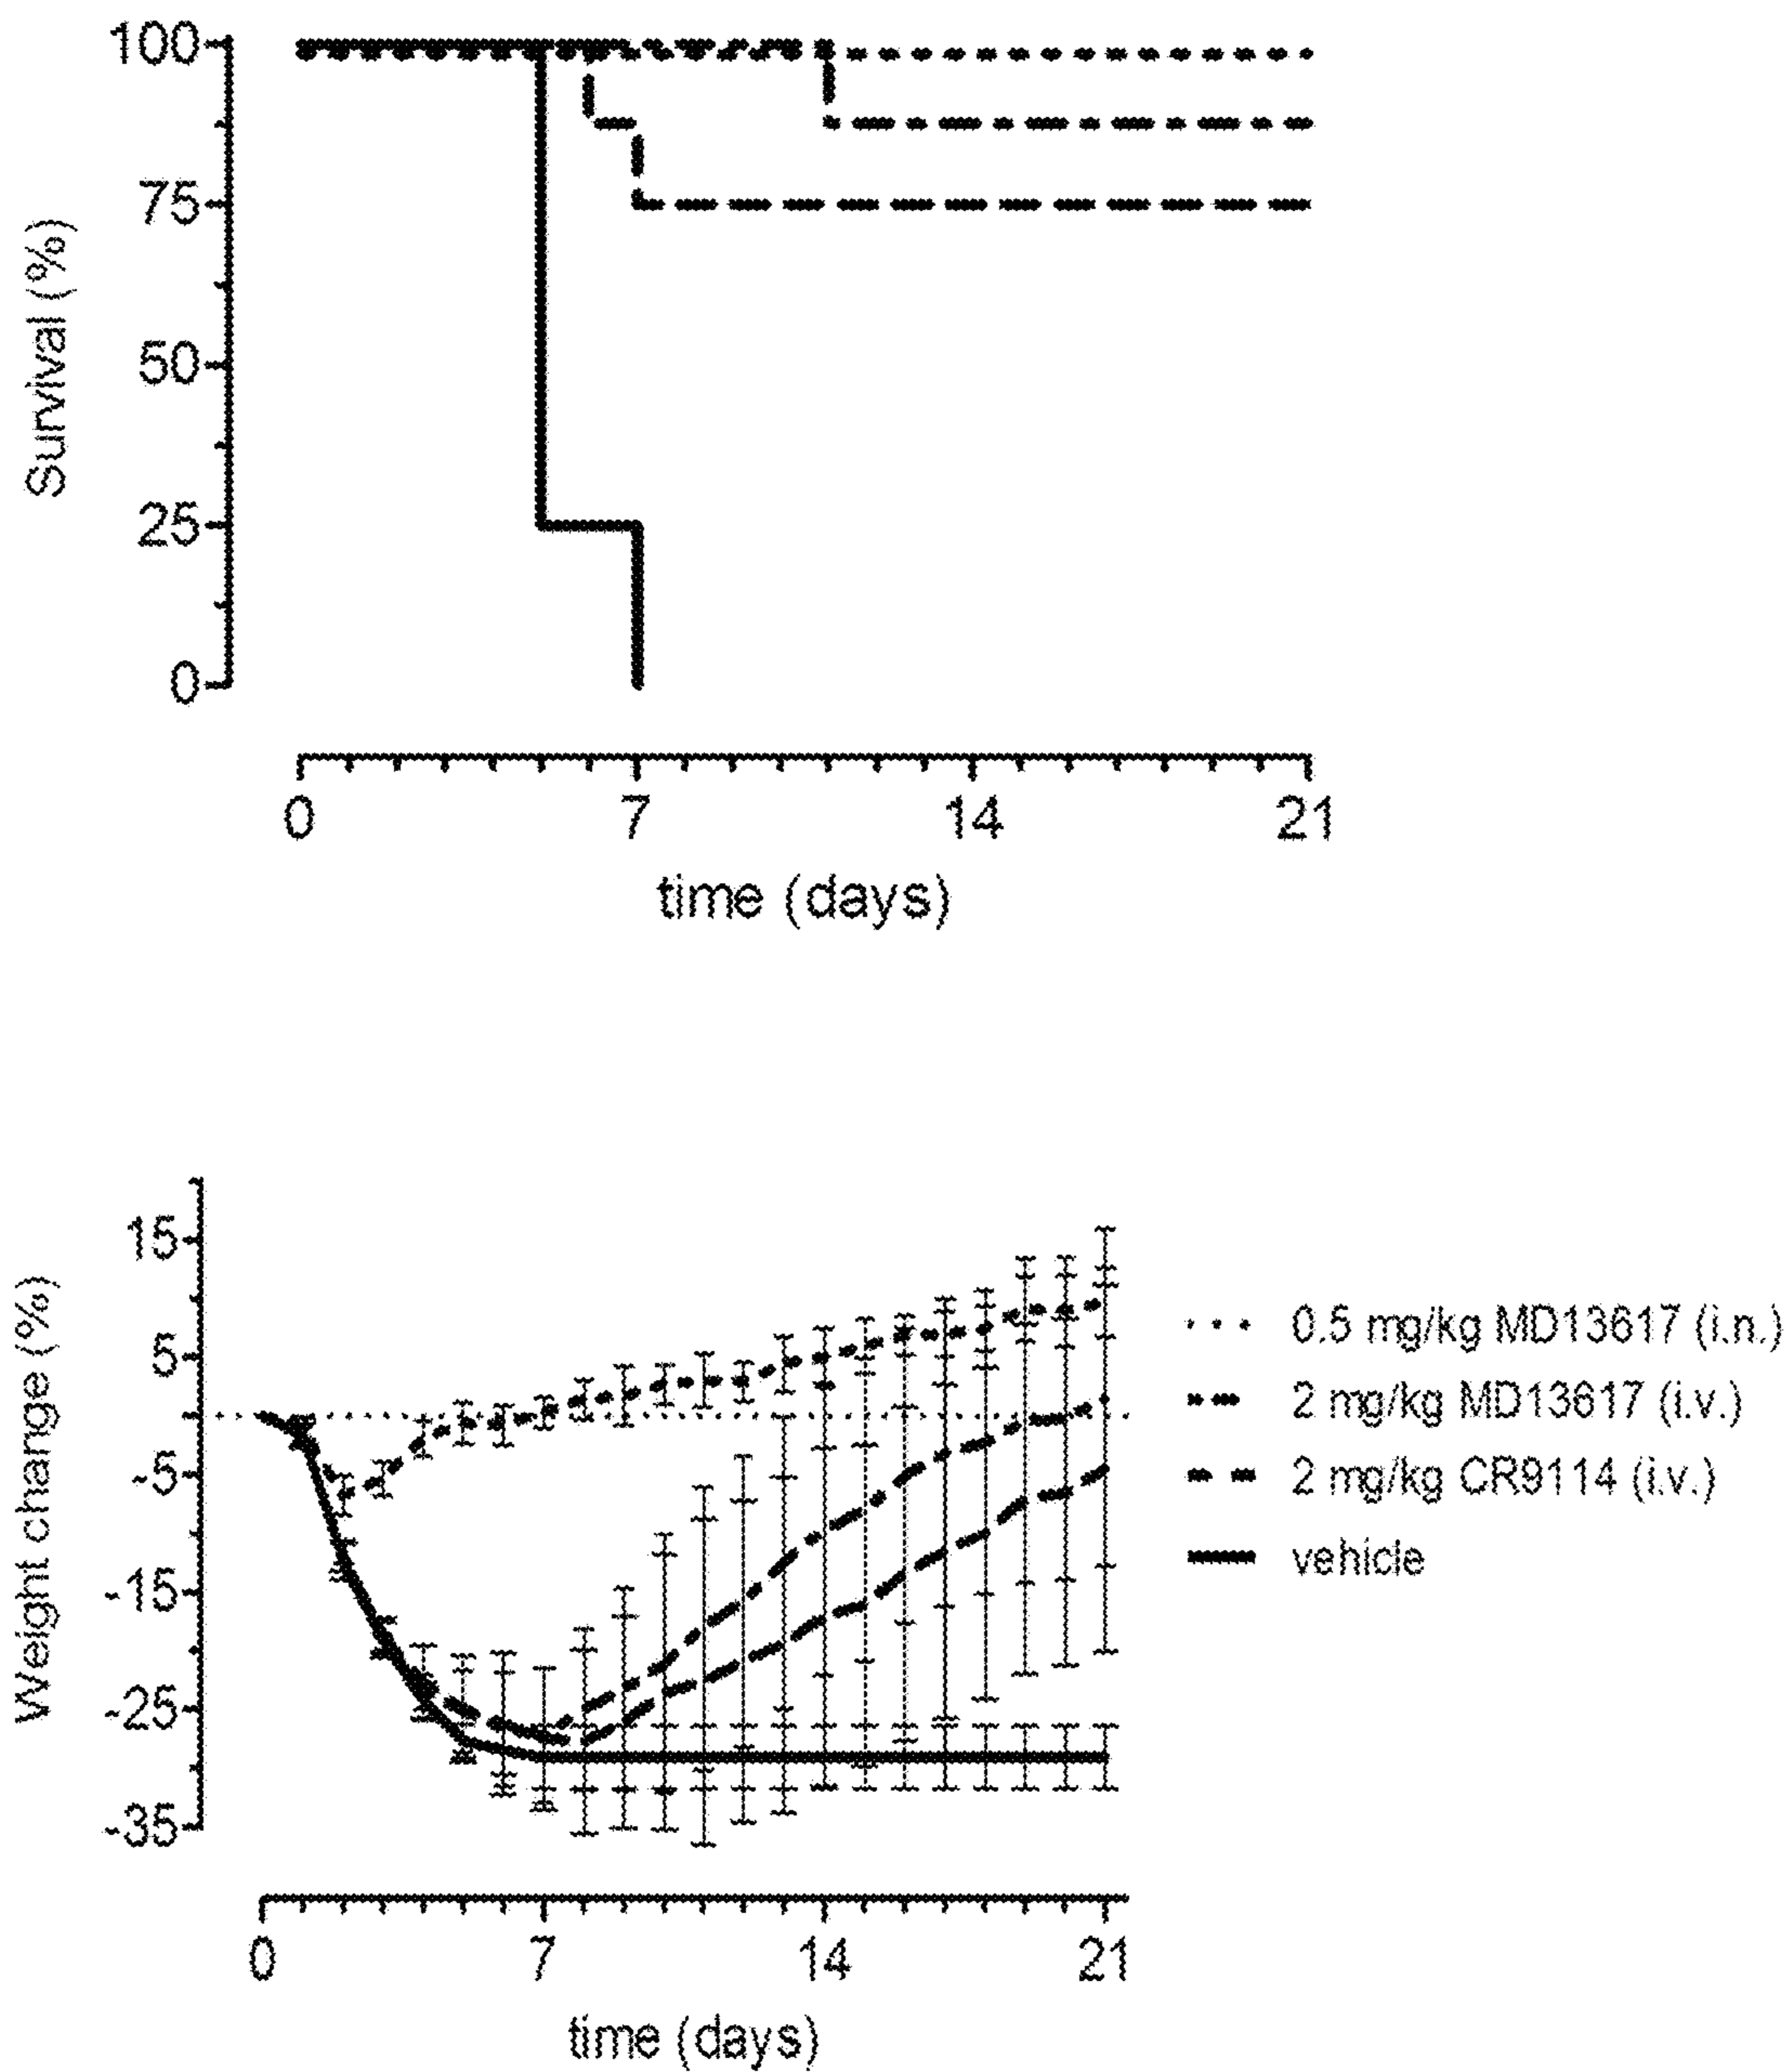 Survival (%)
100
75
50
25
0
0 7 14 21
time (days)
Weight change (%)
15
5
-5
-15
-25
-35
0 7 14 21
time (days)
0.5 mg/kg MD13617 (i.n.)
2 mg/kg MD13617 (i.v.)
2 mg/kg CR9114 (i.v.)
vehicle